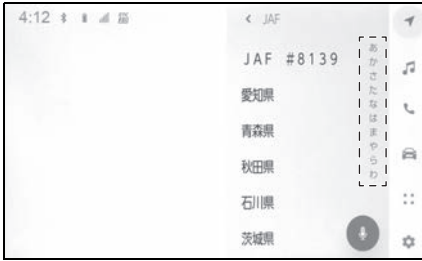 4:12
JAF
JAF #8139
愛知県
青森県
秋田県
石川県
茨城県
あ
か
さ
た
な
は
ま
や
ら
わ